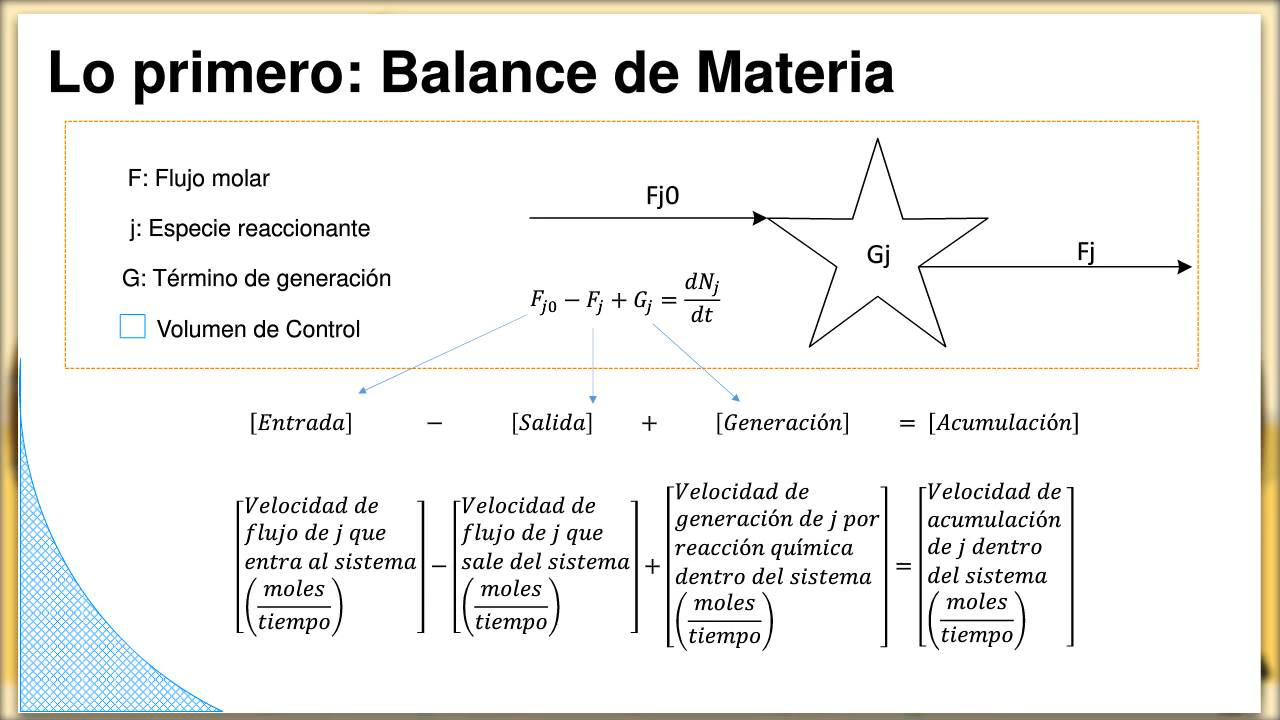 Lo primero: Balance de Materia
F: Flujo molar
j: Especie reaccionante
G: Término de generación
Volumen de Control
Fj0
Gj
Fj
F_{j0} − F_j + G_j = dN_j/dt
[Entrada] − [Salida] + [Generación] = [Acumulación]
[Velocidad de
flujo de j que
entra al sistema
(moles/tiempo)]
−
[Velocidad de
flujo de j que
sale del sistema
(moles/tiempo)]
+
[Velocidad de
generación de j por
reacción química
dentro del sistema
(moles/tiempo)]
=
[Velocidad de
acumulación
de j dentro
del sistema
(moles/tiempo)]